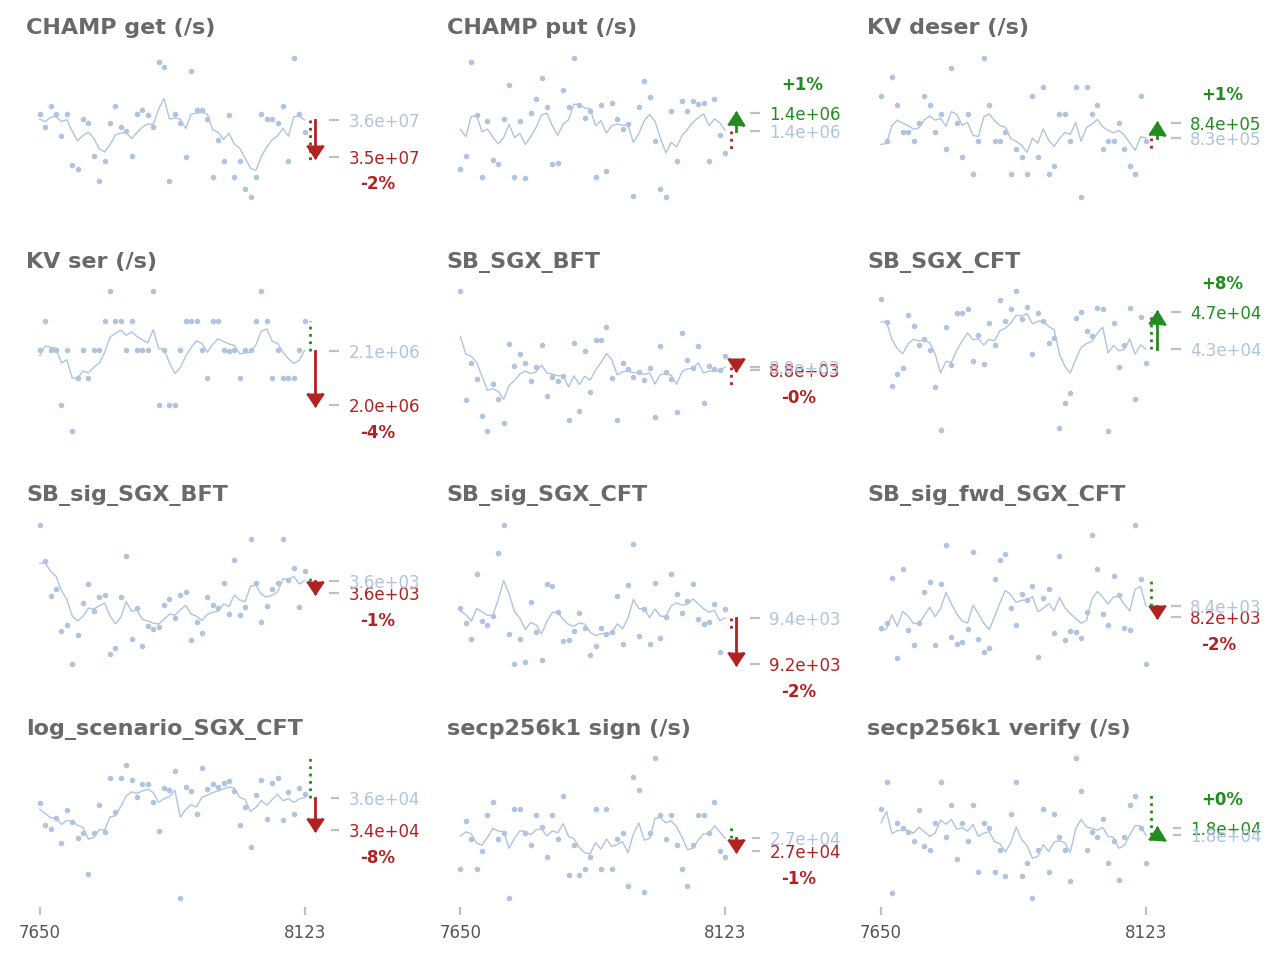 CHAMP get (/s)
3.6e+07
3.5e+07
-2%
CHAMP put (/s)
+1%
1.4e+06
1.4e+06
KV deser (/s)
+1%
8.4e+05
8.3e+05
KV ser (/s)
2.1e+06
2.0e+06
-4%
SB_SGX_BFT
8.8e+03
-0%
SB_SGX_CFT
+8%
4.7e+04
4.3e+04
SB_sig_SGX_BFT
3.6e+03
3.6e+03
-1%
SB_sig_SGX_CFT
9.4e+03
9.2e+03
-2%
SB_sig_fwd_SGX_CFT
8.4e+03
8.2e+03
-2%
log_scenario_SGX_CFT
3.6e+04
3.4e+04
-8%
secp256k1 sign (/s)
2.7e+04
2.7e+04
-1%
secp256k1 verify (/s)
+0%
1.8e+04
1.8e+04
7650 8123
7650 8123
7650 8123